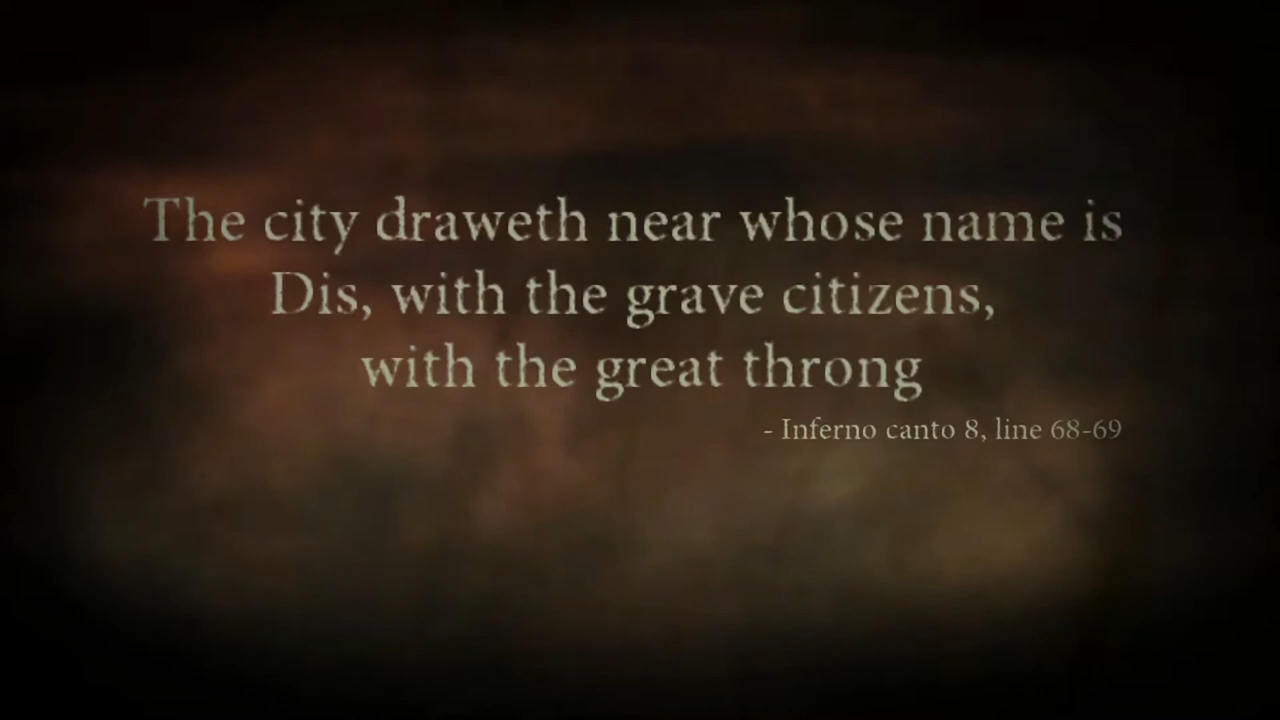 The city draweth near whose name is
Dis, with the grave citizens,
with the great throng
- Inferno canto 8, line 68-69